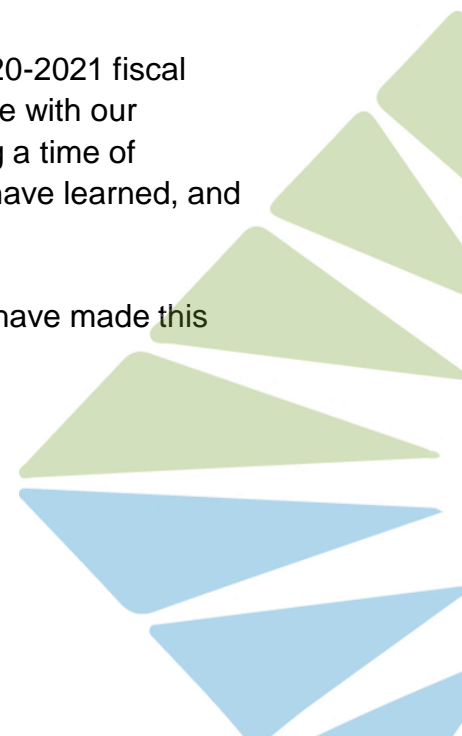 20-2021 fiscal
e with our
g a time of
have learned, and
have made this